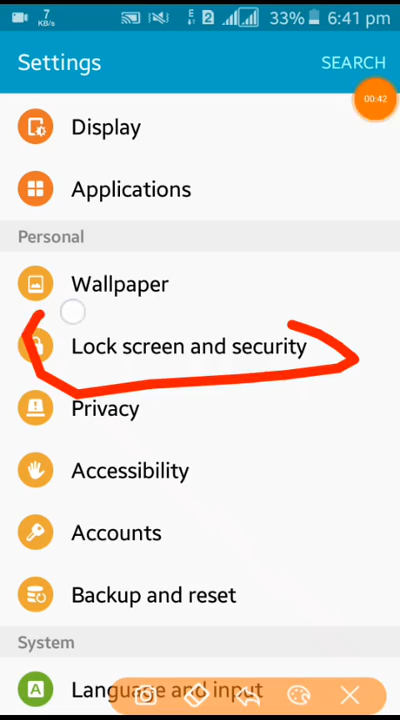 7 KB/s E 2 33% 6:41 pm
Settings SEARCH
00:42
Display
Applications
Personal
Wallpaper
Lock screen and security
Privacy
Accessibility
Accounts
Backup and reset
System
A Language and input